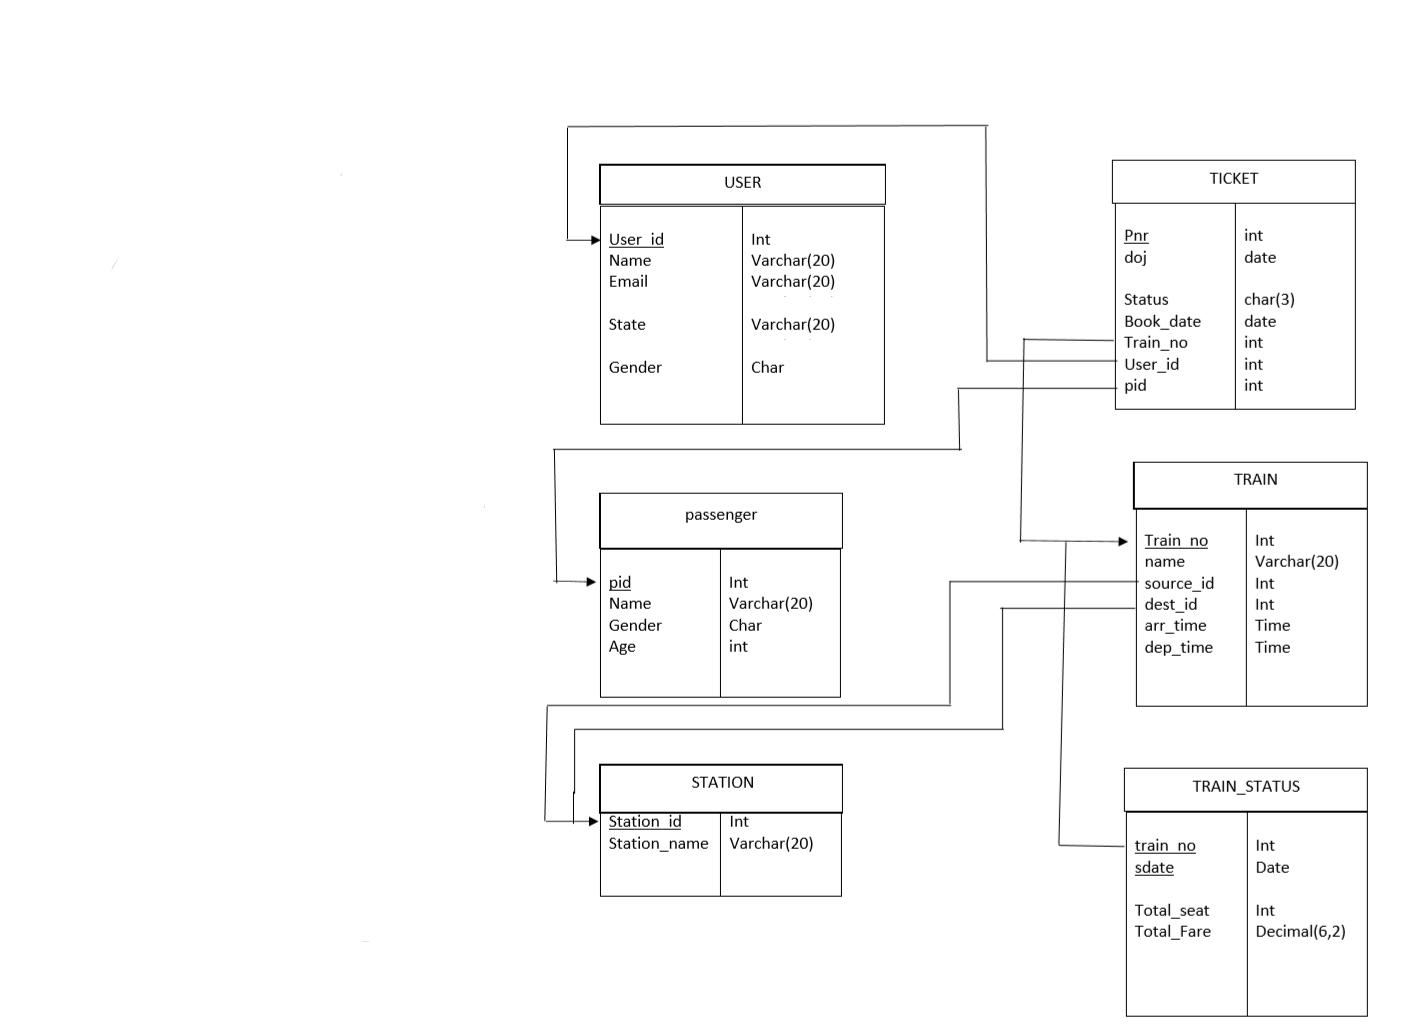 USER
User_id Int
Name Varchar(20)
Email Varchar(20)
State Varchar(20)
Gender Char
TICKET
Pnr int
doj date
Status char(3)
Book_date date
Train_no int
User_id int
pid int
passenger
pid Int
Name Varchar(20)
Gender Char
Age int
TRAIN
Train_no Int
name Varchar(20)
source_id Int
dest_id Int
arr_time Time
dep_time Time
STATION
Station_id Int
Station_name Varchar(20)
TRAIN_STATUS
train_no Int
sdate Date
Total_seat Int
Total_Fare Decimal(6,2)